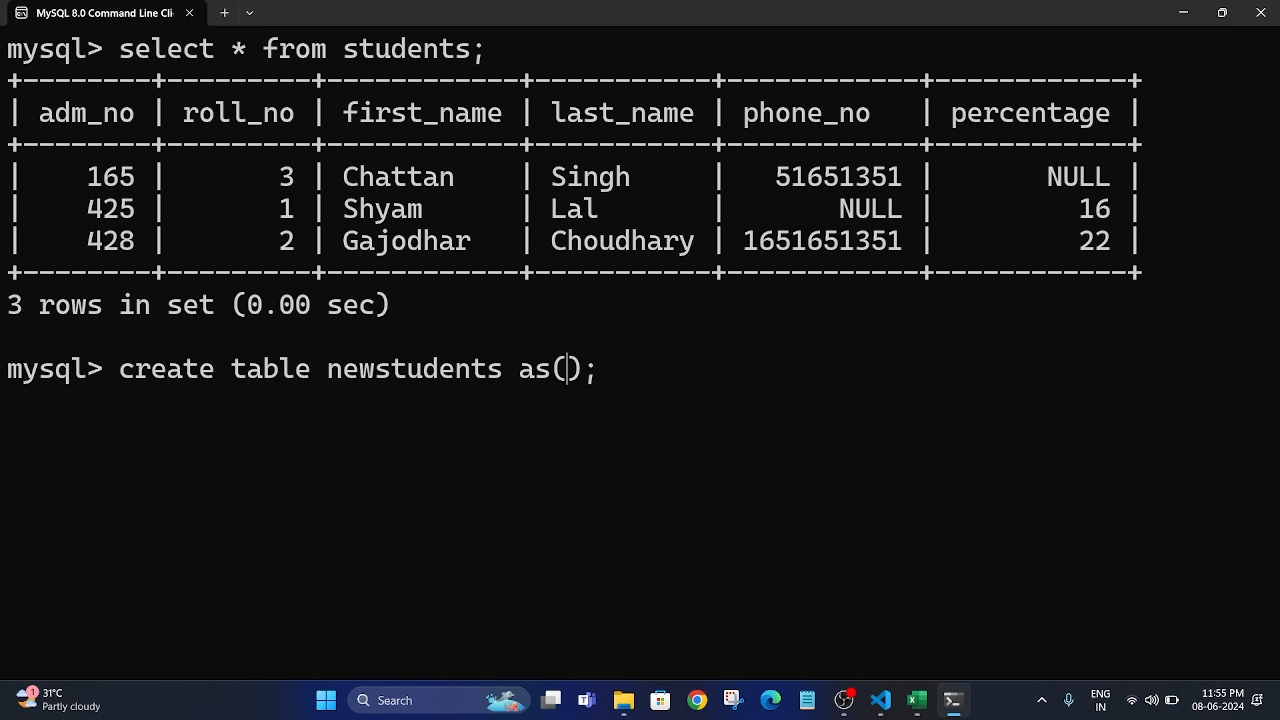 MySQL 8.0 Command Line Cli
mysql> select * from students;
+--------+---------+------------+-----------+------------+------------+
| adm_no | roll_no | first_name | last_name | phone_no   | percentage |
+--------+---------+------------+-----------+------------+------------+
|    165 |       3 | Chattan    | Singh     |   51651351 |       NULL |
|    425 |       1 | Shyam      | Lal       |       NULL |         16 |
|    428 |       2 | Gajodhar   | Choudhary | 1651651351 |         22 |
+--------+---------+------------+-----------+------------+------------+
3 rows in set (0.00 sec)
mysql> create table newstudents as();
1 31°C
Partly cloudy
Search
ENG
IN
11:55 PM
08-06-2024